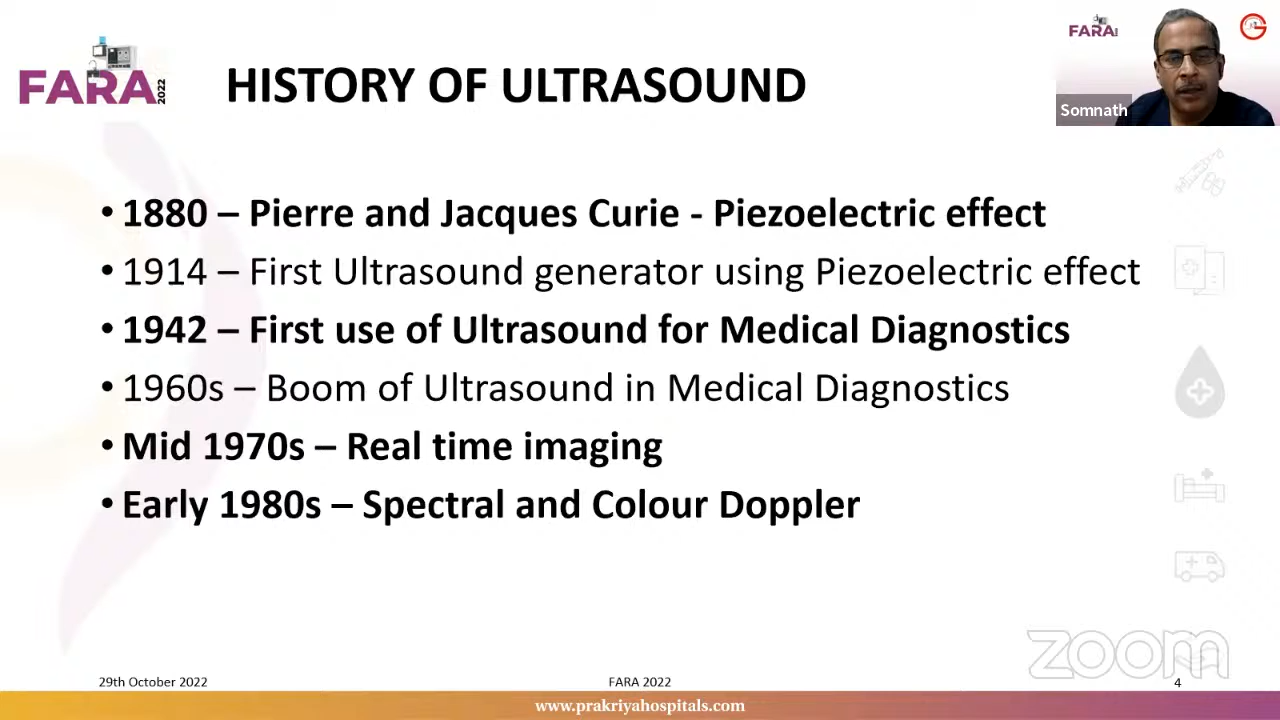 FARA 2022
HISTORY OF ULTRASOUND
FARA
Somnath
• 1880 – Pierre and Jacques Curie - Piezoelectric effect
• 1914 – First Ultrasound generator using Piezoelectric effect
• 1942 – First use of Ultrasound for Medical Diagnostics
• 1960s – Boom of Ultrasound in Medical Diagnostics
• Mid 1970s – Real time imaging
• Early 1980s – Spectral and Colour Doppler
zoom
29th October 2022
FARA 2022
4
www.prakriyahospitals.com